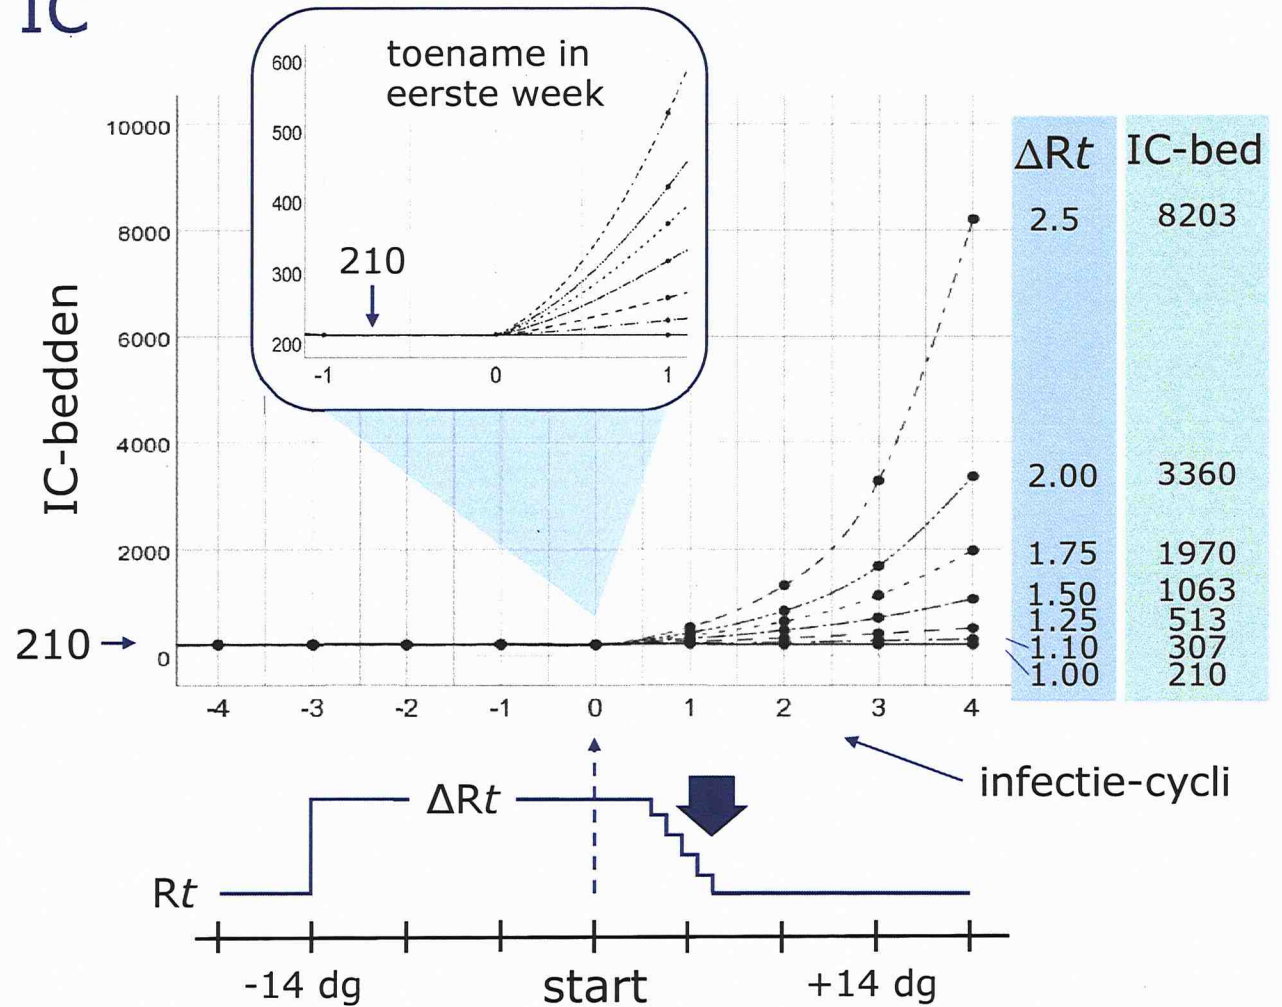 IC
toename in
eerste week
600
500
400
300
200
210
-1 0 1
IC-bedden
10000
8000
6000
4000
2000
0
210
-4 -3 -2 -1 0 1 2 3 4
ΔRt IC-bed
2.5 8203
2.00 3360
1.75 1970
1.50 1063
1.25 513
1.10 307
1.00 210
infectie-cycli
ΔRt
Rt
-14 dg start +14 dg